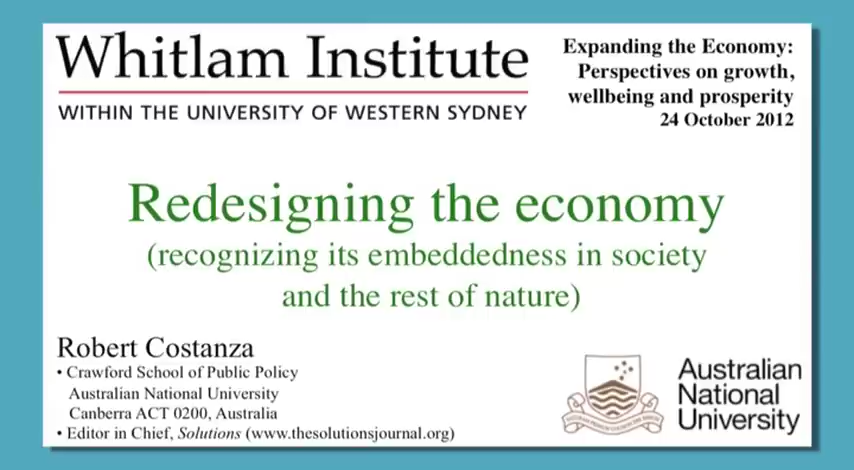 Whitlam Institute
WITHIN THE UNIVERSITY OF WESTERN SYDNEY
Expanding the Economy:
Perspectives on growth,
wellbeing and prosperity
24 October 2012
Redesigning the economy
(recognizing its embeddedness in society
and the rest of nature)
Robert Costanza
• Crawford School of Public Policy
Australian National University
Canberra ACT 0200, Australia
• Editor in Chief, Solutions (www.thesolutionsjournal.org)
Australian
National
University